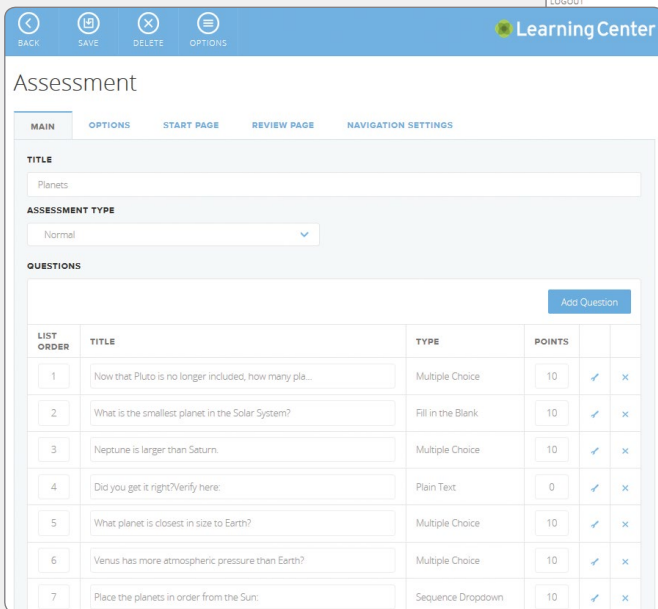 LOGOUT
BACK SAVE DELETE OPTIONS
Learning Center
Assessment
MAIN OPTIONS START PAGE REVIEW PAGE NAVIGATION SETTINGS
TITLE
Planets
ASSESSMENT TYPE
Normal
QUESTIONS
Add Question
LIST ORDER TITLE TYPE POINTS
1 Now that Pluto is no longer included, how many pla... Multiple Choice 10
2 What is the smallest planet in the Solar System? Fill in the Blank 10
3 Neptune is larger than Saturn. Multiple Choice 10
4 Did you get it right?Verify here: Plain Text 0
5 What planet is closest in size to Earth? Multiple Choice 10
6 Venus has more atmospheric pressure than Earth? Multiple Choice 10
7 Place the planets in order from the Sun: Sequence Dropdown 10